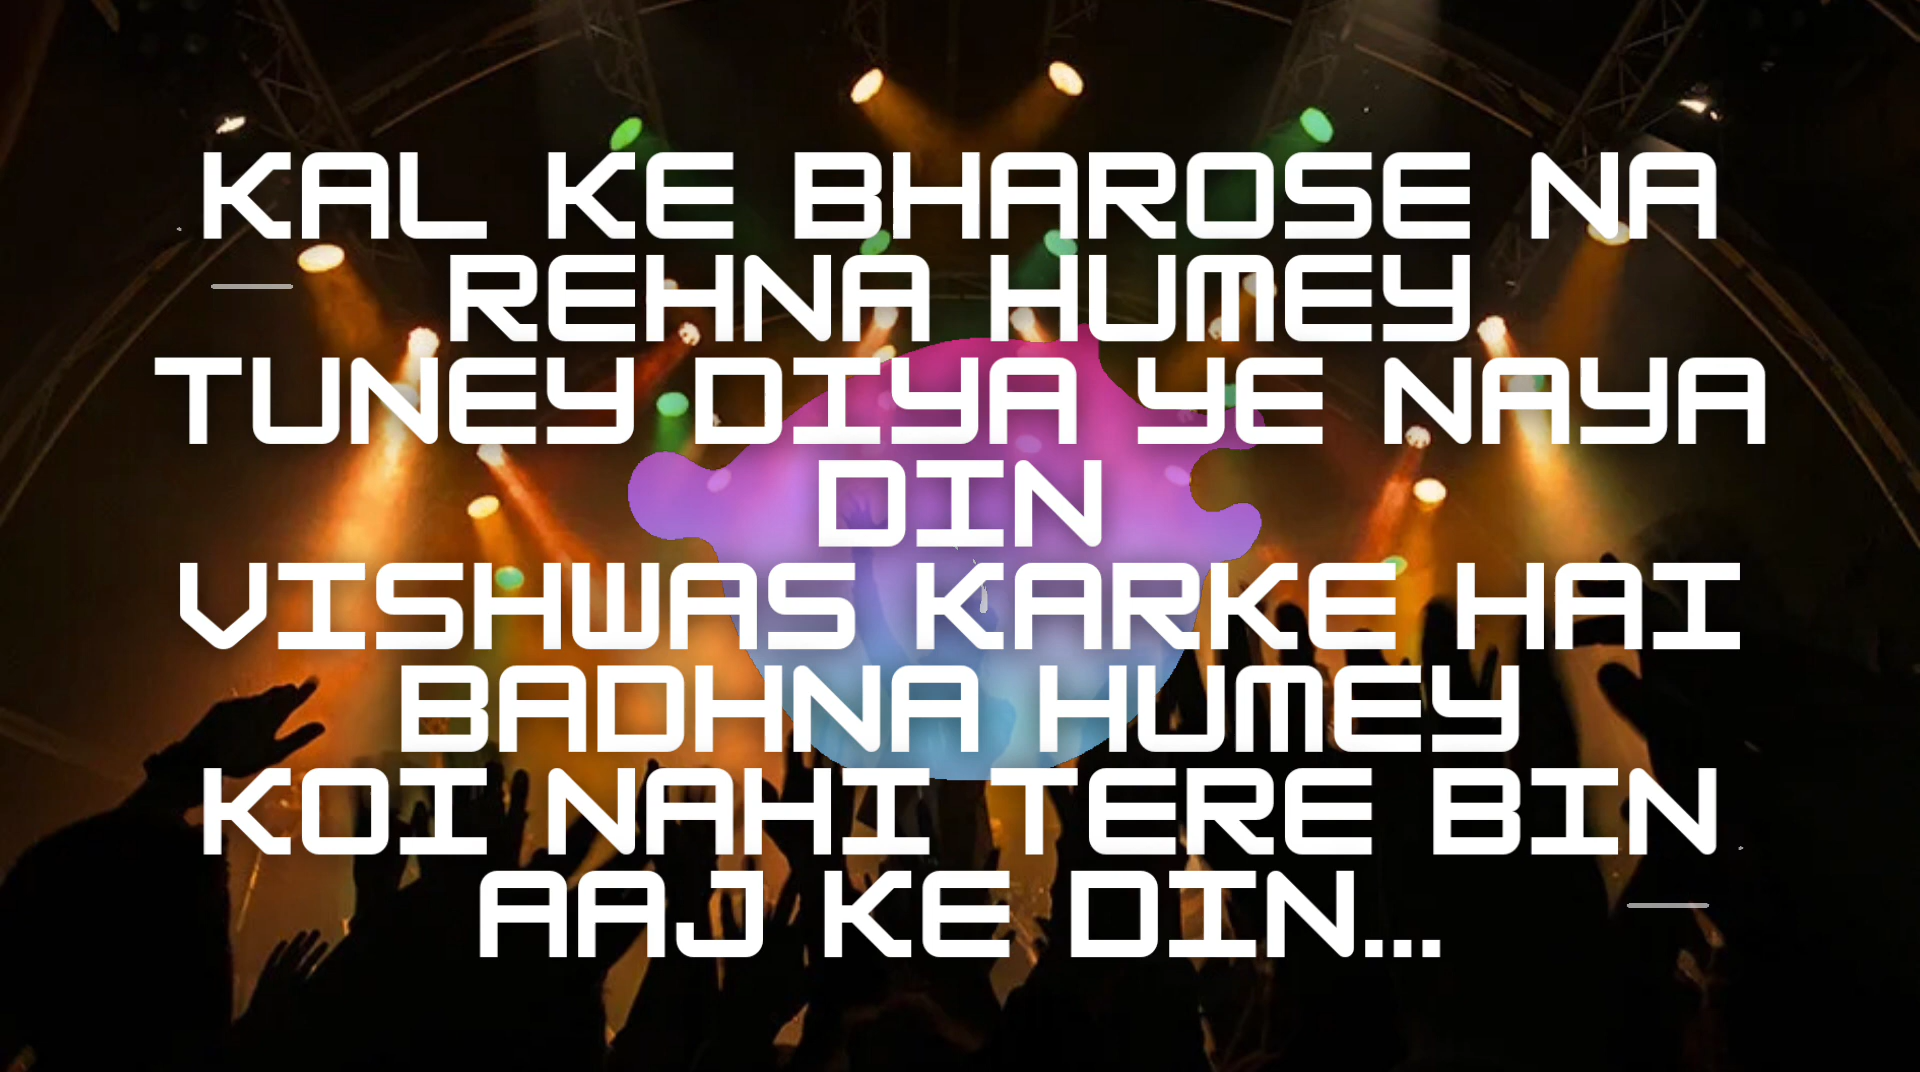 KAL KE BHAROSE NA
REHNA HUMEY
TUNEY DIYA YE NAYA
DIN
VISHWAS KARKE HAI
BADHNA HUMEY
KOI NAHI TERE BIN
AAJ KE DIN...